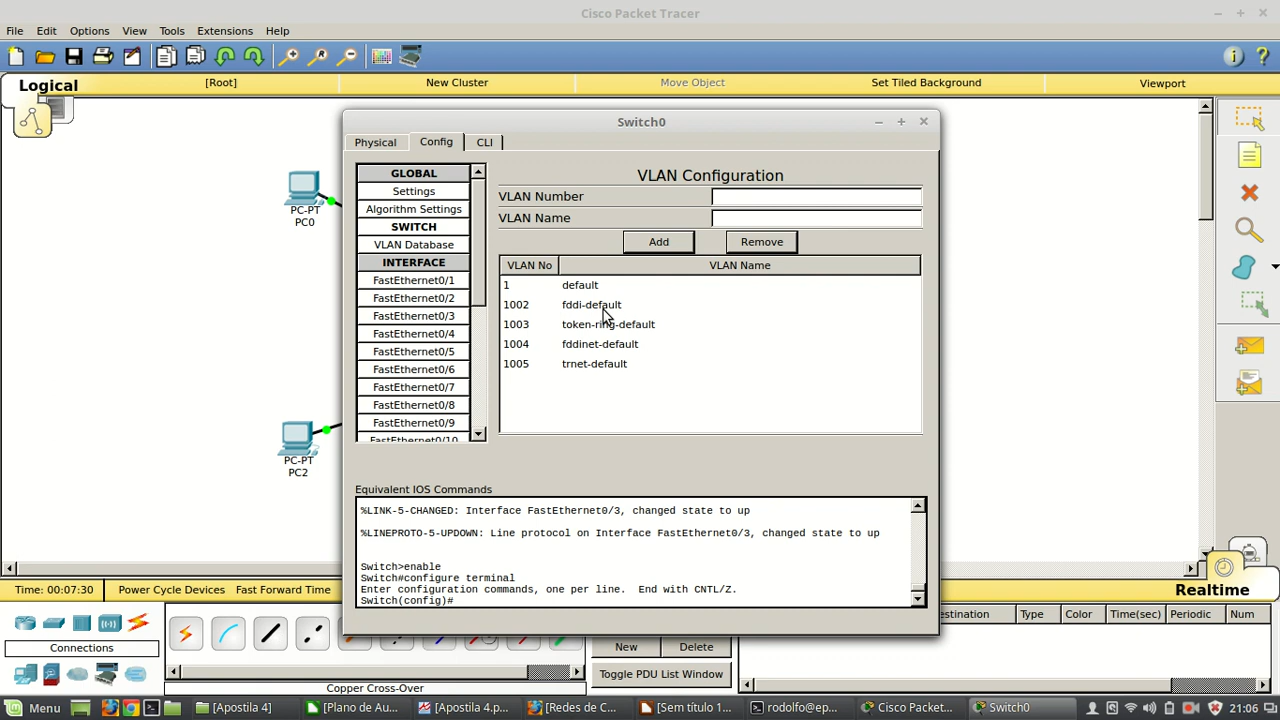 Cisco Packet Tracer
File Edit Options View Tools Extensions Help
Logical [Root] New Cluster Move Object Set Tiled Background Viewport
Switch0
Physical Config CLI
GLOBAL
Settings
Algorithm Settings
SWITCH
VLAN Database
INTERFACE
FastEthernet0/1
FastEthernet0/2
FastEthernet0/3
FastEthernet0/4
FastEthernet0/5
FastEthernet0/6
FastEthernet0/7
FastEthernet0/8
FastEthernet0/9
FastEthernet0/10
VLAN Configuration
VLAN Number
VLAN Name
Add Remove
VLAN No VLAN Name
1 default
1002 fddi-default
1003 token-ring-default
1004 fddinet-default
1005 trnet-default
PC-PT
PC0
PC-PT
PC2
Equivalent IOS Commands
%LINK-5-CHANGED: Interface FastEthernet0/3, changed state to up
%LINEPROTO-5-UPDOWN: Line protocol on Interface FastEthernet0/3, changed state to up
Switch>enable
Switch#configure terminal
Enter configuration commands, one per line. End with CNTL/Z.
Switch(config)#
Time: 00:07:30 Power Cycle Devices Fast Forward Time Realtime
estination Type Color Time(sec) Periodic Num
Connections
New Delete
Toggle PDU List Window
Copper Cross-Over
Menu [Apostila 4] [Plano de Au... [Apostila 4.p... [Redes de C... [Sem título 1... rodolfo@ep... Cisco Packet... Switch0 21:06